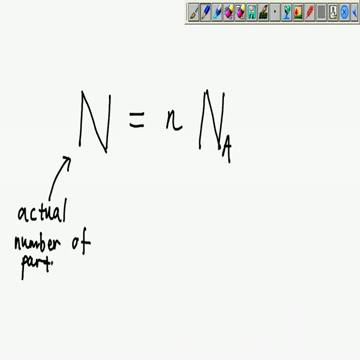 N = n N_A
actual
number of
part.